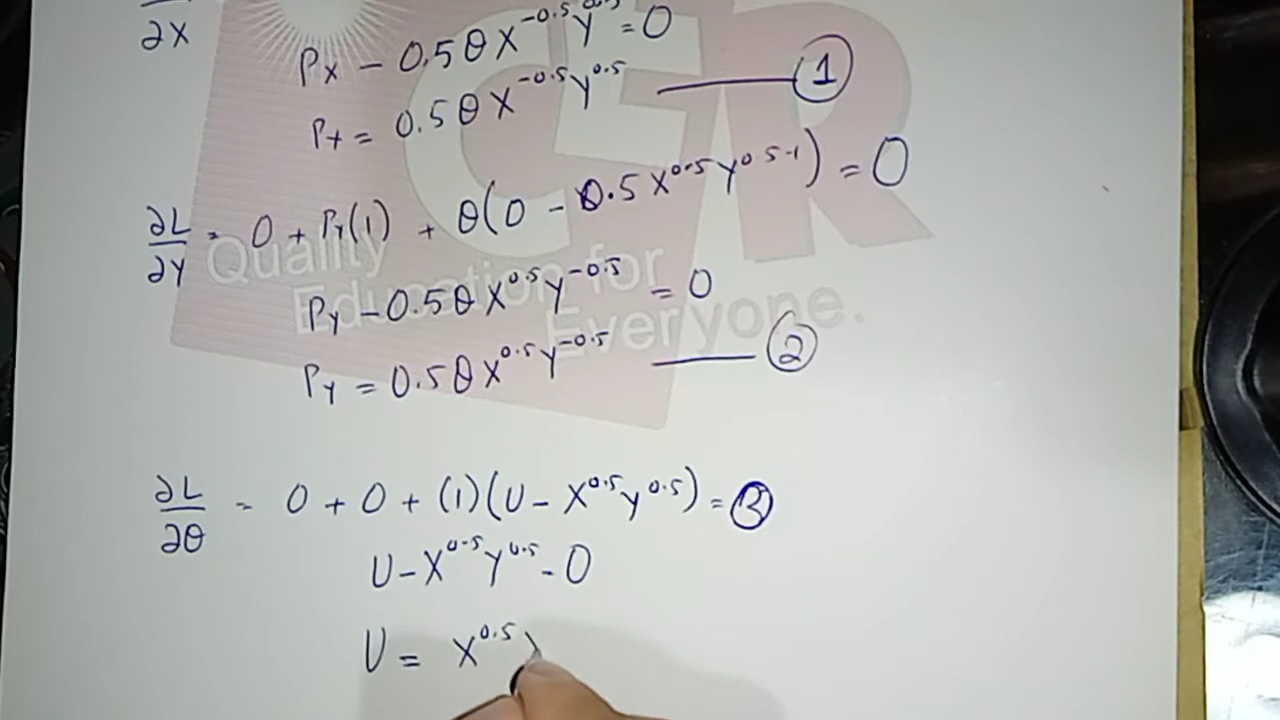 ∂X
Px - 0.5θX^-0.5 Y^0.5 = 0
Px = 0.5θX^-0.5 Y^0.5 ——— ①
∂L/∂Y = 0 + Py(1) + θ(0 - 0.5X^0.5 Y^0.5-1) = 0
Py - 0.5θX^0.5 Y^-0.5 = 0
Py = 0.5θX^0.5 Y^-0.5 ——— ②
∂L/∂θ = 0 + 0 + (1)(U - X^0.5 Y^0.5) = ③
U - X^0.5 Y^0.5 = 0
U = X^0.5
CFR
Quality
Education for
Everyone.